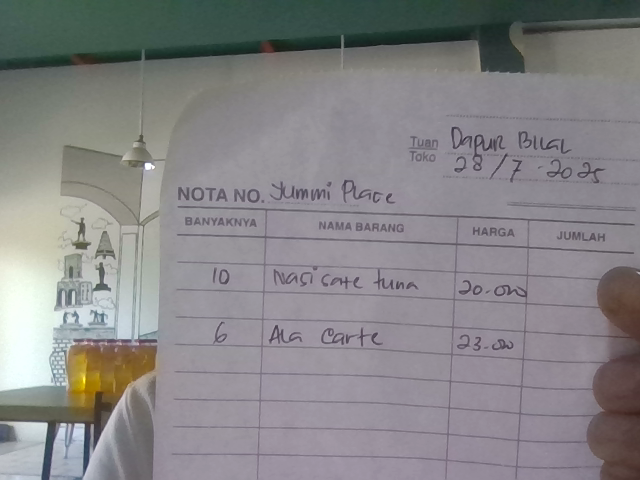 Tuan Dapur Bilal
Toko 28/7-2025
NOTA NO. Yummi Place
BANYAKNYA NAMA BARANG HARGA JUMLAH
10 Nasi sate tuna 20.000
6 Ala Carte 23.000